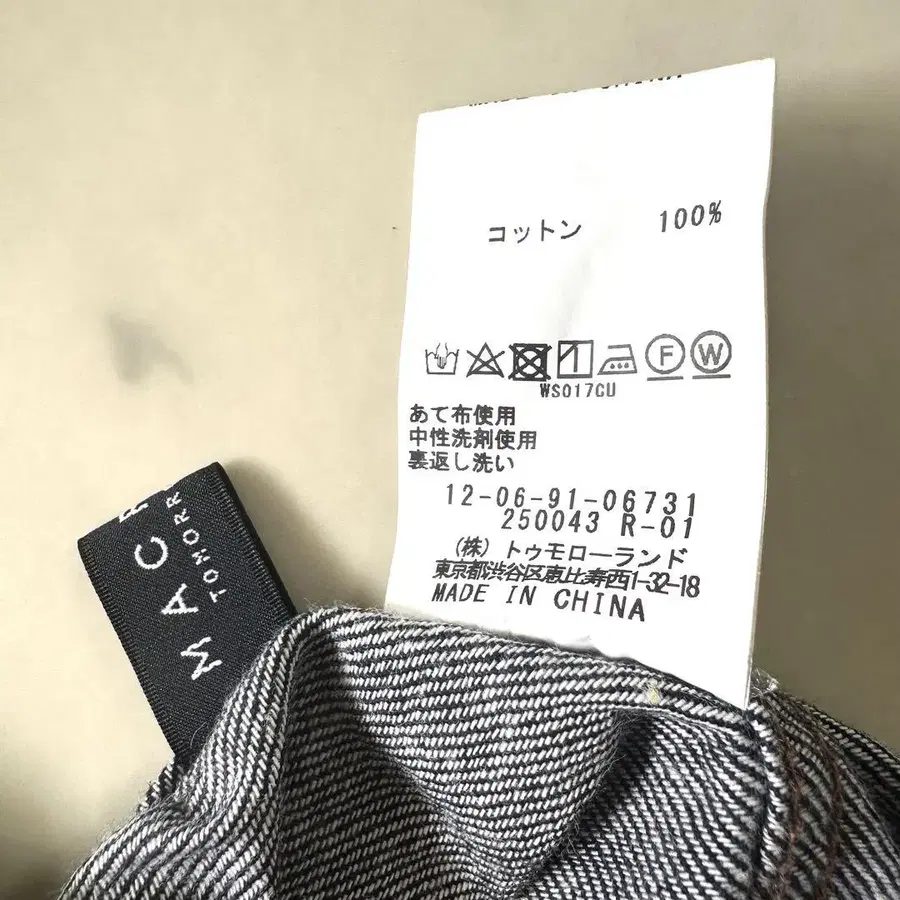 コットン 100%
F W
WS017CU
あて布使用
中性洗剤使用
裏返し洗い
12-06-91-06731
250043 R-01
(株) トゥモローランド
東京都渋谷区恵比寿西1-32-18
MADE IN CHINA